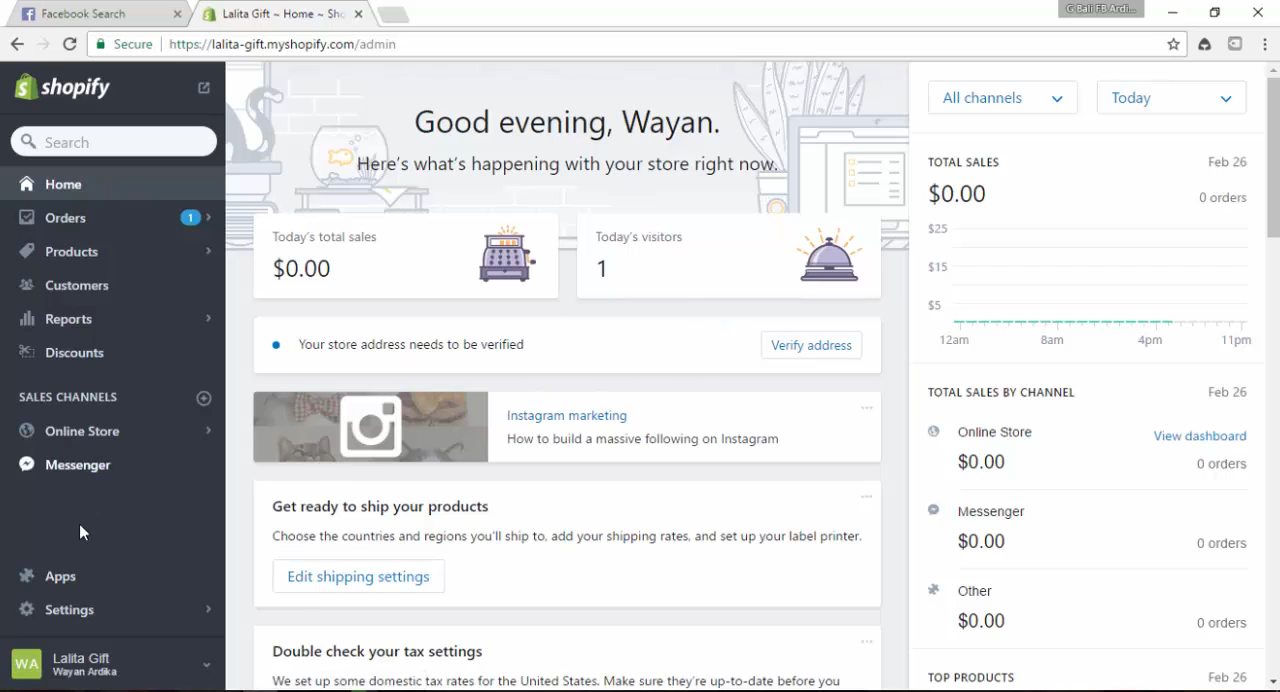 Facebook Search
Lalita Gift ~ Home ~ Sho
G Bali FB Ardi...
Secure
https://lalita-gift.myshopify.com/admin
shopify
Search
Home
Orders 1
Products
Customers
Reports
Discounts
SALES CHANNELS
Online Store
Messenger
Apps
Settings
WA
Lalita Gift
Wayan Ardika
Good evening, Wayan.
Here's what's happening with your store right now.
Today's total sales
$0.00
Today's visitors
1
Your store address needs to be verified
Verify address
Instagram marketing
How to build a massive following on Instagram
Get ready to ship your products
Choose the countries and regions you'll ship to, add your shipping rates, and set up your label printer.
Edit shipping settings
Double check your tax settings
We set up some domestic tax rates for the United States. Make sure they're up-to-date before you
All channels
Today
TOTAL SALES Feb 26
$0.00 0 orders
$25
$15
$5
12am 8am 4pm 11pm
TOTAL SALES BY CHANNEL Feb 26
Online Store View dashboard
$0.00 0 orders
Messenger
$0.00 0 orders
Other
$0.00 0 orders
TOP PRODUCTS Feb 26